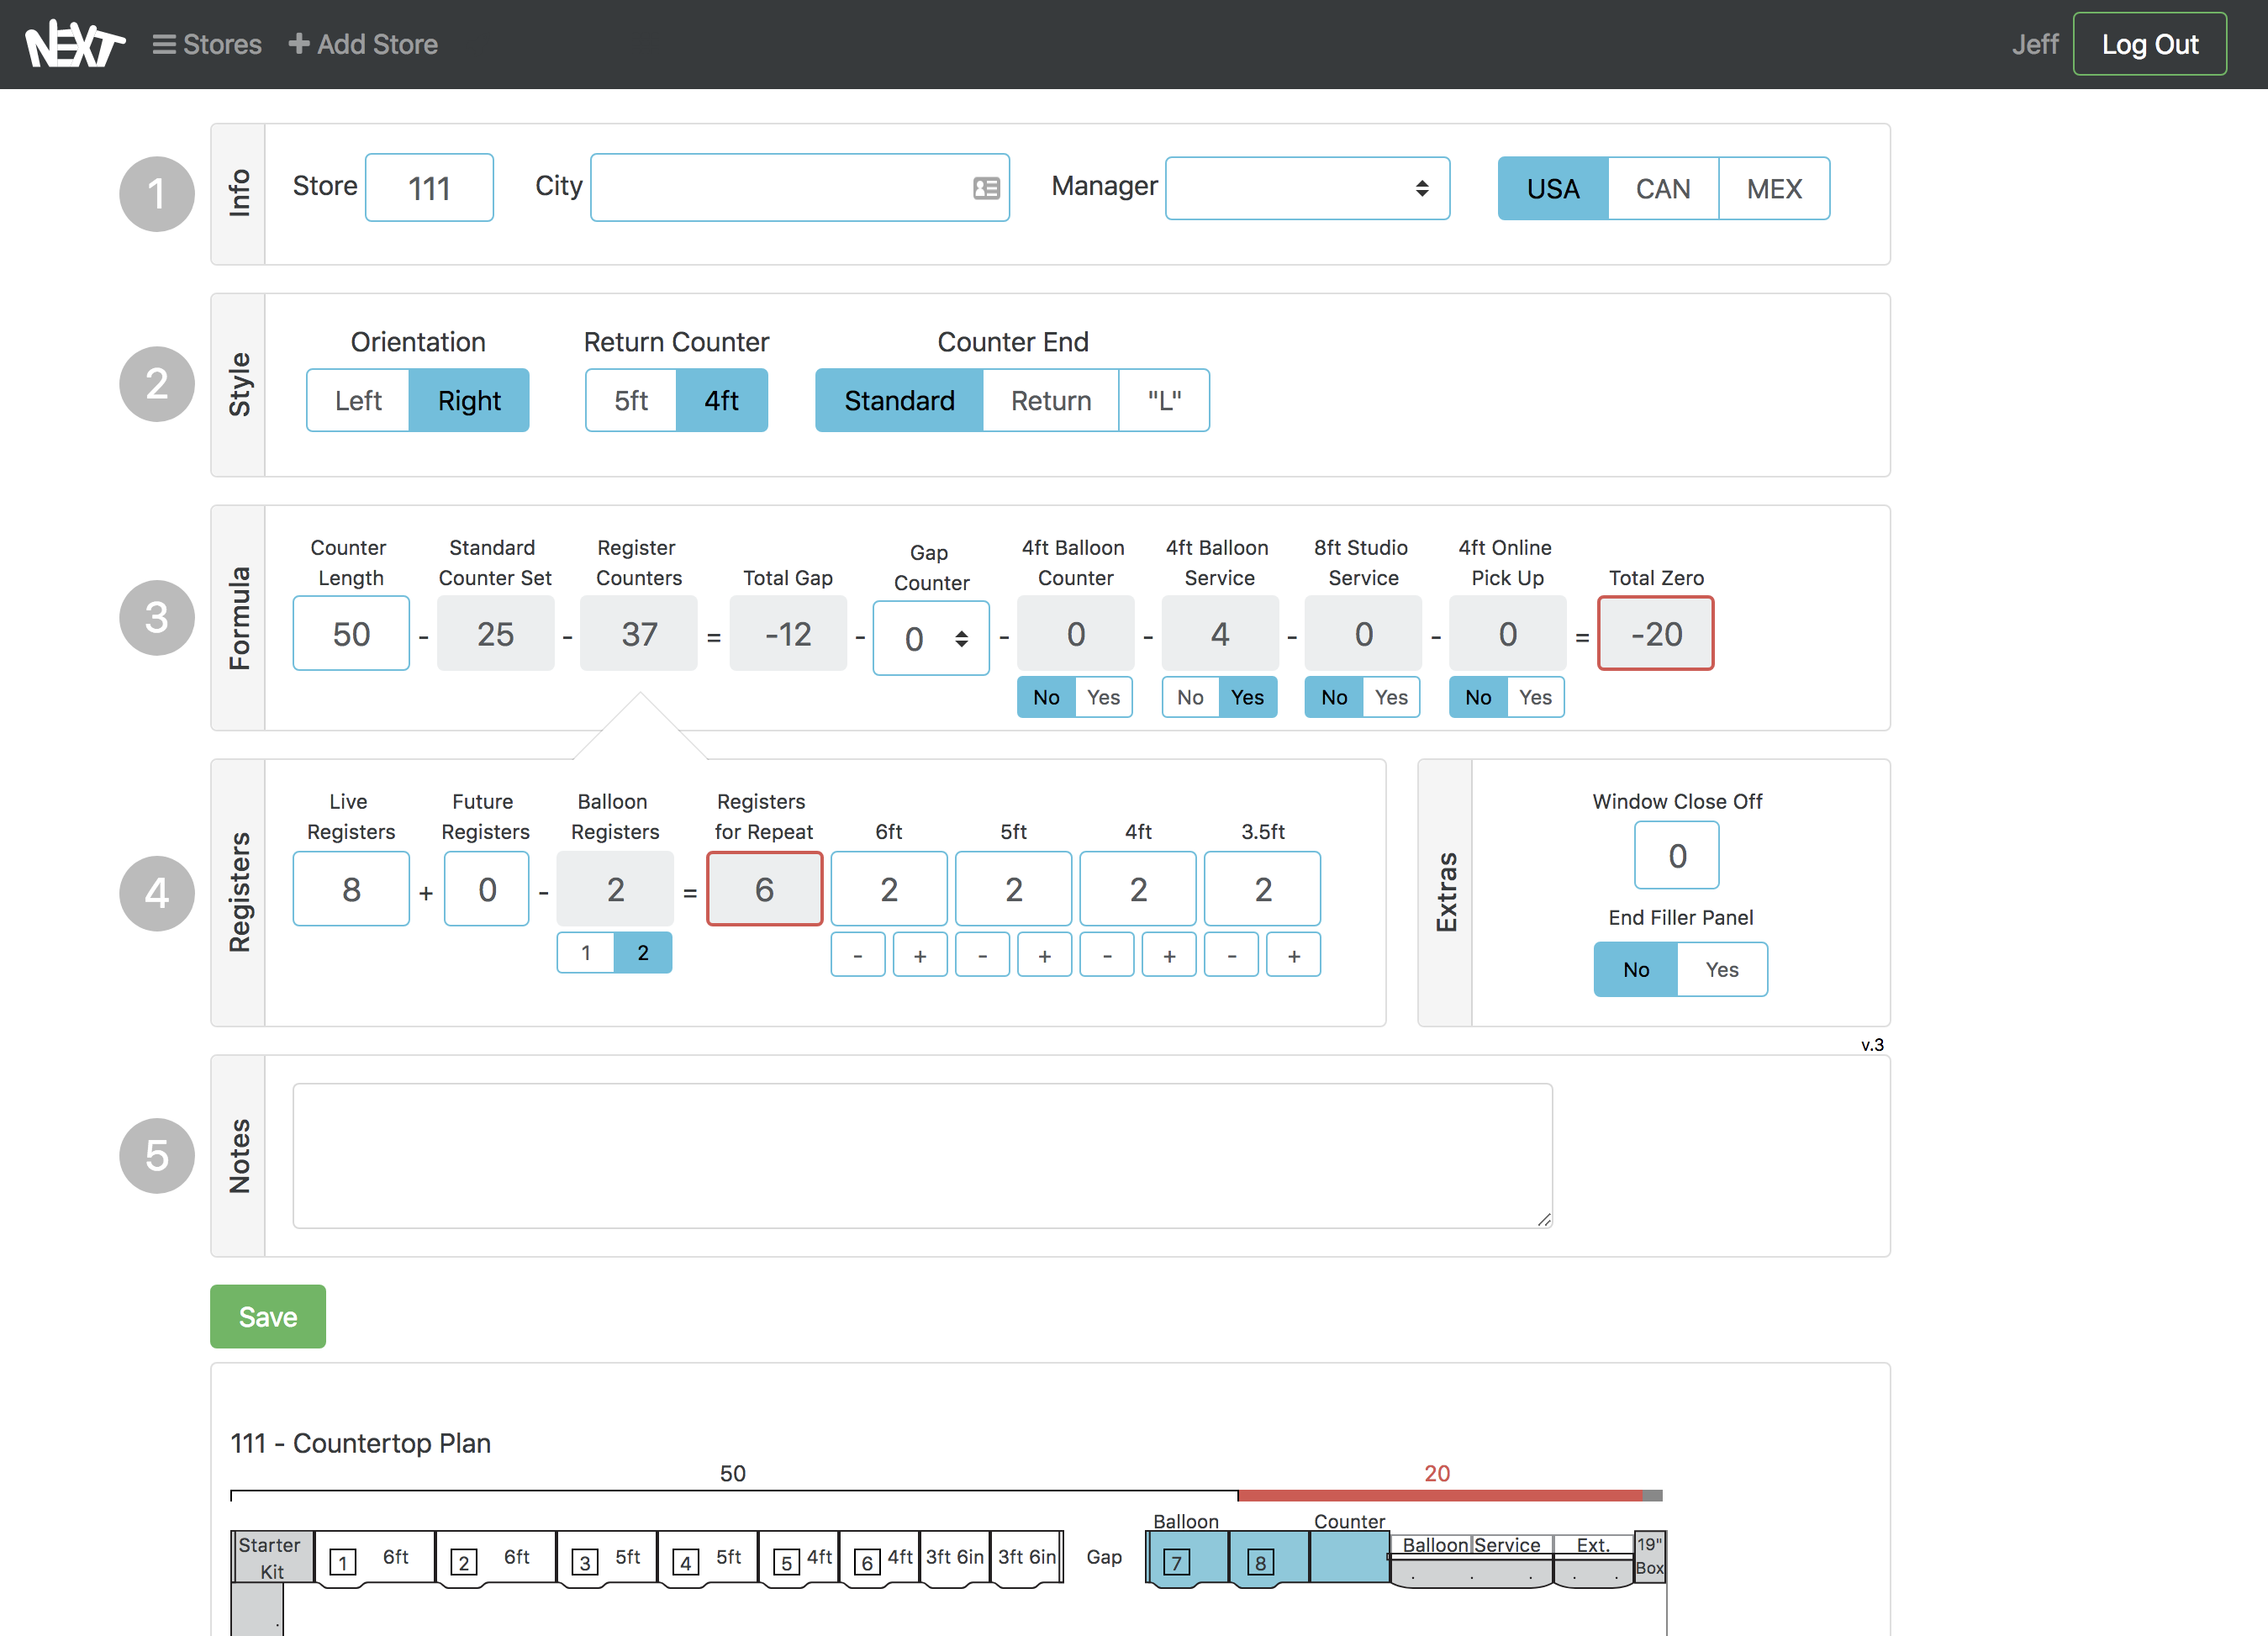 NEXT Stores Add Store Jeff Log Out
1 Info Store 111 City Manager USA CAN MEX
2 Style
Orientation Return Counter Counter End
Left Right 5ft 4ft Standard Return "L"
3 Formula
Counter Length Standard Counter Set Register Counters Total Gap Gap Counter 4ft Balloon Counter 4ft Balloon Service 8ft Studio Service 4ft Online Pick Up Total Zero
50 - 25 - 37 = -12 - 0 - 0 - 4 - 0 - 0 = -20
No Yes No Yes No Yes No Yes
4 Registers
Live Registers Future Registers Balloon Registers Registers for Repeat 6ft 5ft 4ft 3.5ft
8 + 0 - 2 = 6 2 2 2 2
1 2 - + - + - + - +
Extras
Window Close Off
0
End Filler Panel
No Yes
v.3
5 Notes
Save
111 - Countertop Plan
50 20
Balloon Counter
Starter Kit 1 6ft 2 6ft 3 5ft 4 5ft 5 4ft 6 4ft 3ft 6in 3ft 6in Gap 7 8 Balloon Service Ext. 19" Box